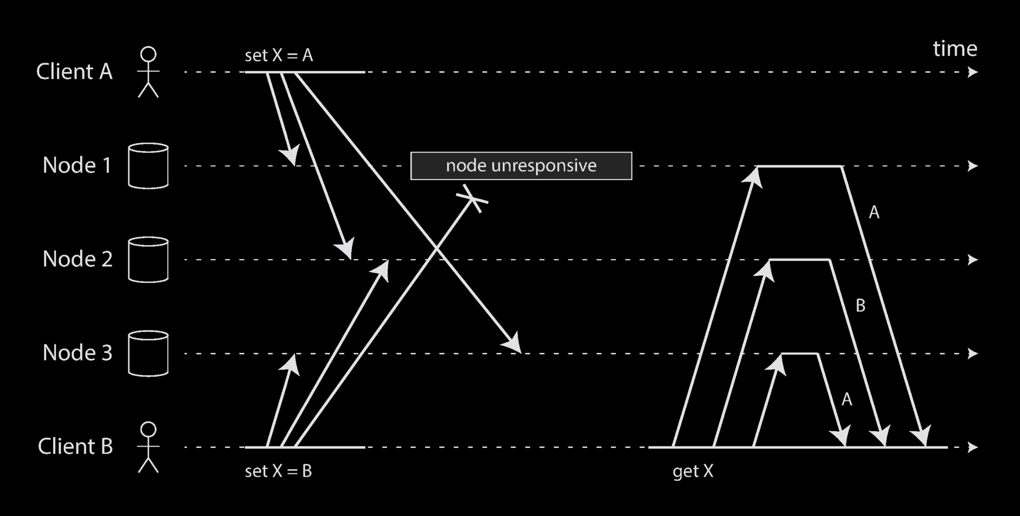 set X = A
time
Client A
Node 1
node unresponsive
A
Node 2
B
Node 3
A
Client B
set X = B
get X